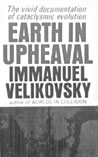 The vivid documentation
of cataclysmic evolution
EARTH IN
UPHEAVAL
IMMANUEL
VELIKOVSKY
author of WORLDS IN COLLISION